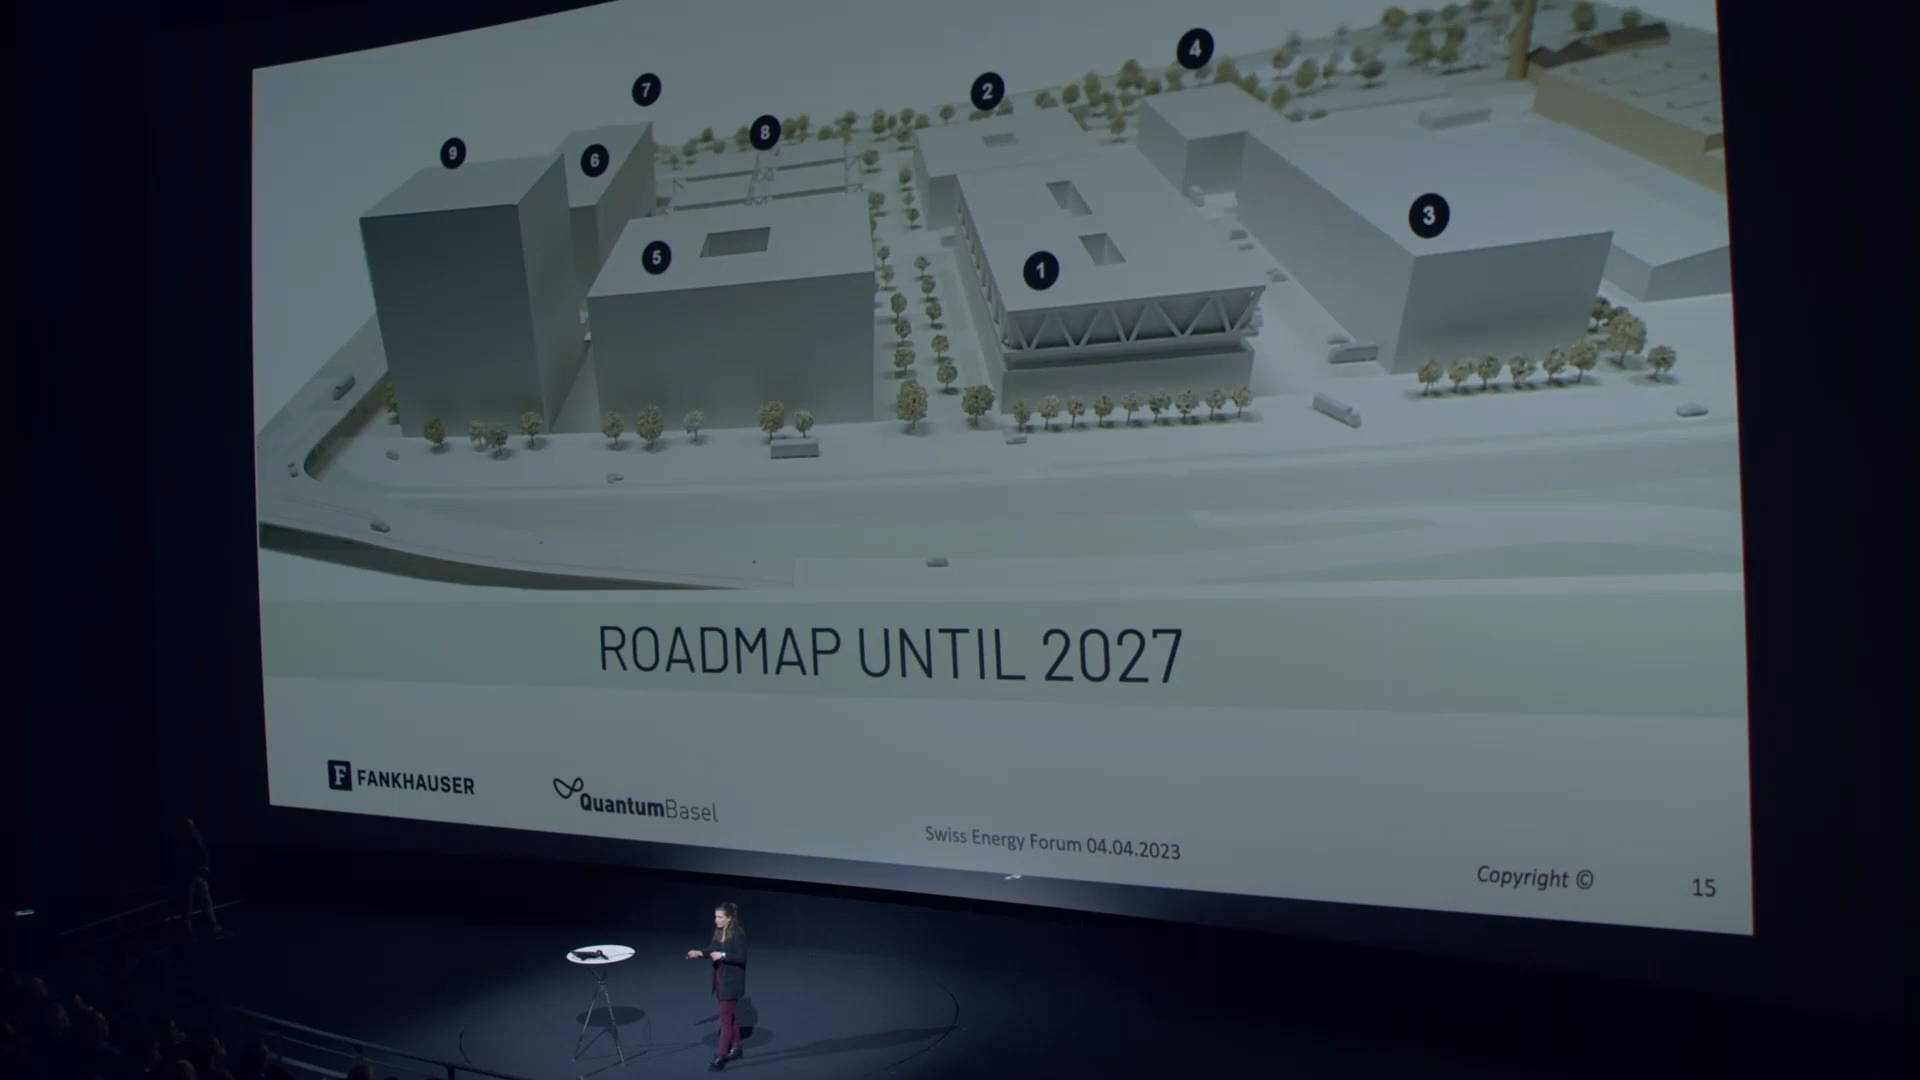 4
7
2
8
9
6
3
5
1
ROADMAP UNTIL 2027
F FANKHAUSER
QuantumBasel
Swiss Energy Forum 04.04.2023
Copyright ©
15